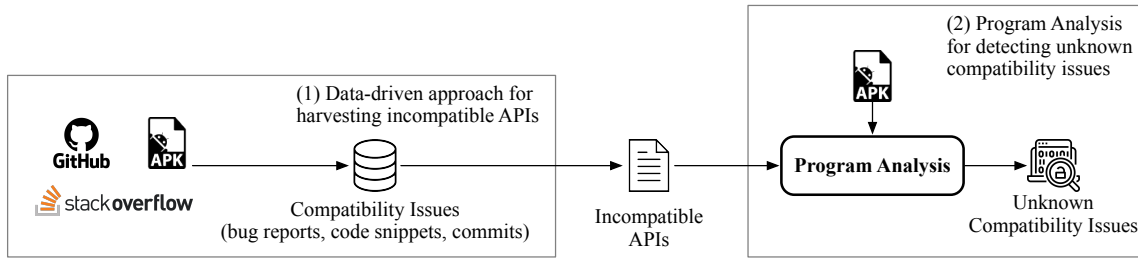 (1) Data-driven approach for
harvesting incompatible APIs
GitHub
APK
stackoverflow
Compatibility Issues
(bug reports, code snippets, commits)
Incompatible
APIs
(2) Program Analysis
for detecting unknown
compatibility issues
APK
Program Analysis
Unknown
Compatibility Issues